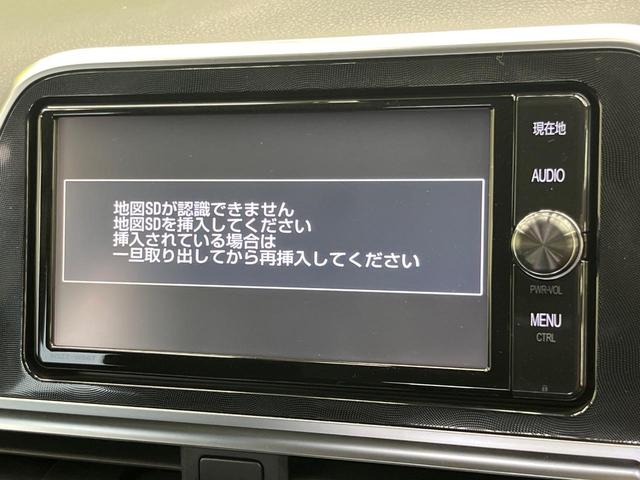 地図SDが認識できません
地図SDを挿入してください
挿入されている場合は
一旦取り出してから再挿入してください
現在地
AUDIO
PWR-VOL
MENU
CTRL